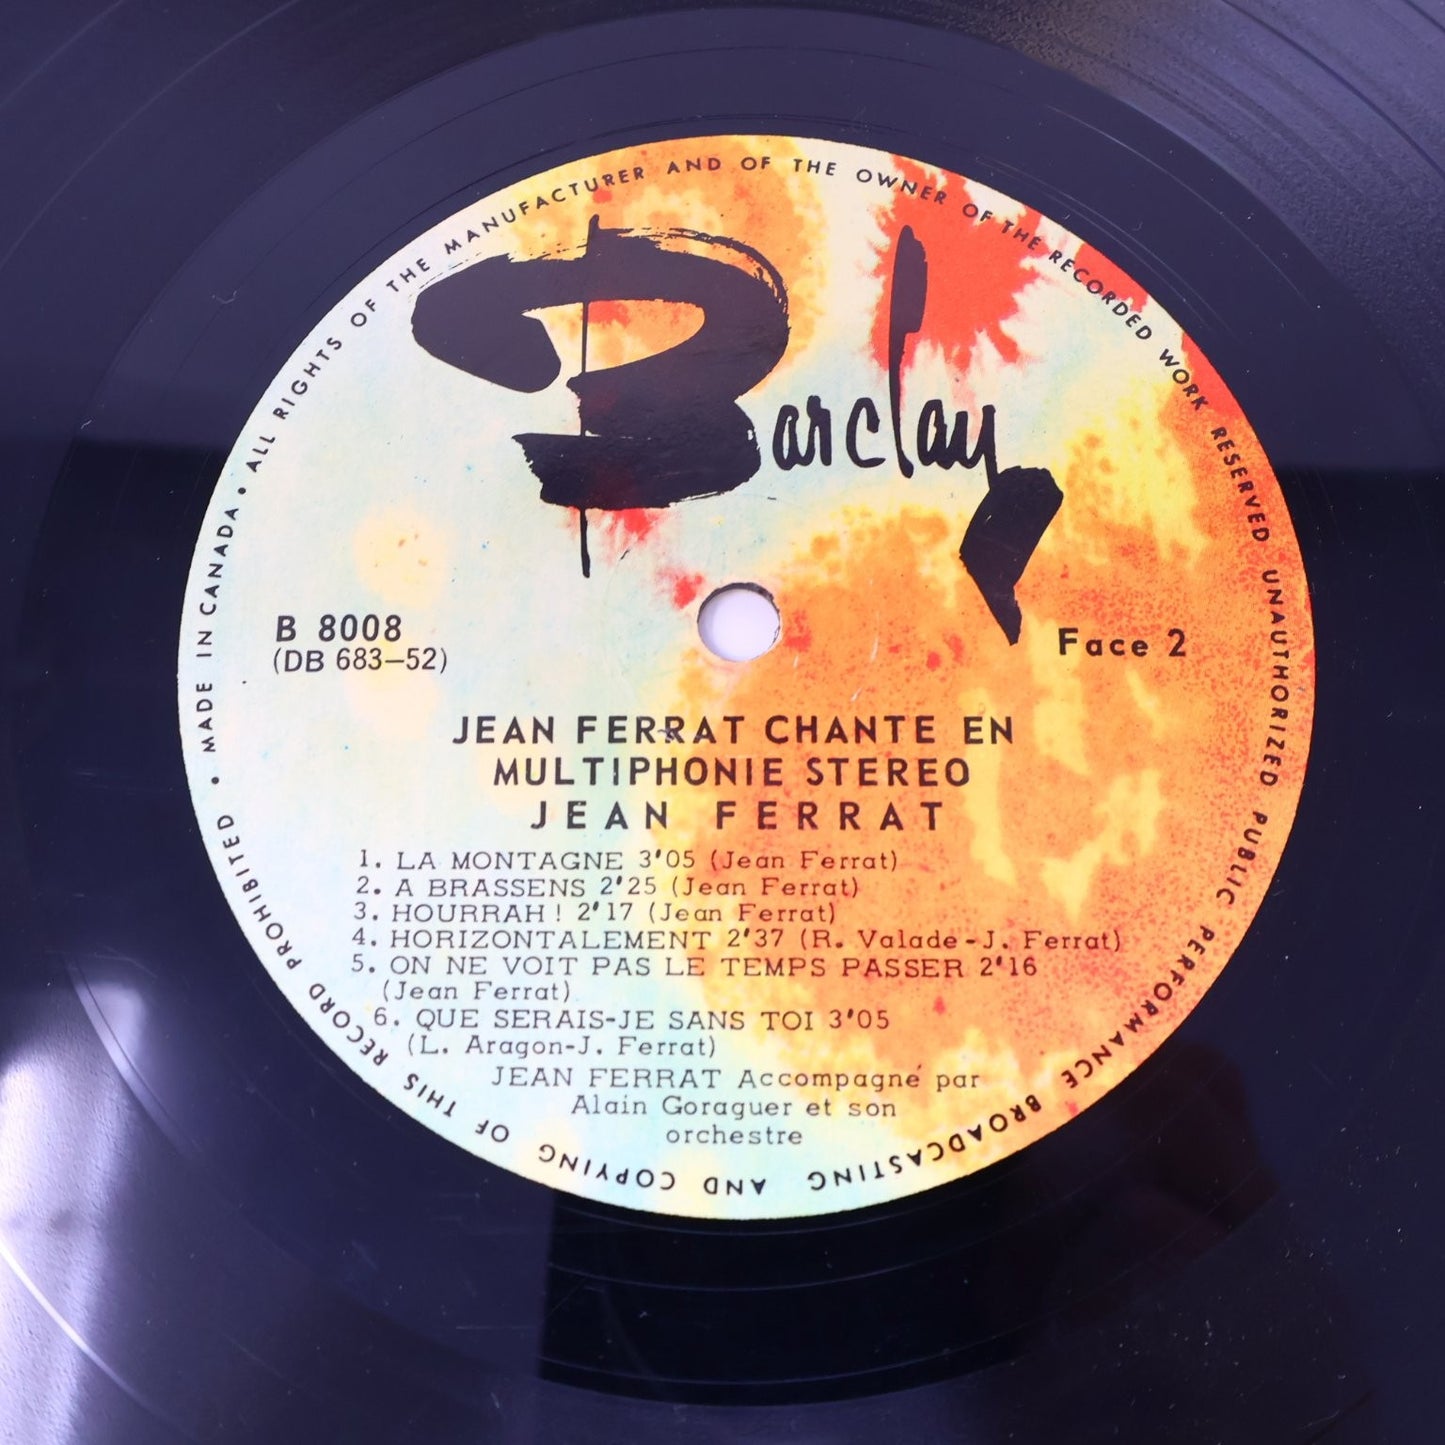 • MADE IN CANADA • ALL RIGHTS OF THE MANUFACTURER AND OF THE OWNER OF THE RECORDED WORK RESERVED UNAUTHORIZED PUBLIC PERFORMANCE BROADCASTING AND COPYING OF THIS RECORD PROHIBITED
Barclay
B 8008
(DB 683–52)
Face 2
JEAN FERRAT CHANTE EN
MULTIPHONIE STEREO
JEAN FERRAT
1. LA MONTAGNE 3'05 (Jean Ferrat)
2. A BRASSENS 2'25 (Jean Ferrat)
3. HOURRAH! 2'17 (Jean Ferrat)
4. HORIZONTALEMENT 2'37 (R. Valade-J. Ferrat)
5. ON NE VOIT PAS LE TEMPS PASSER 2'16
(Jean Ferrat)
6. QUE SERAIS-JE SANS TOI 3'05
(L. Aragon-J. Ferrat)
JEAN FERRAT Accompagné par
Alain Goraguer et son
orchestre